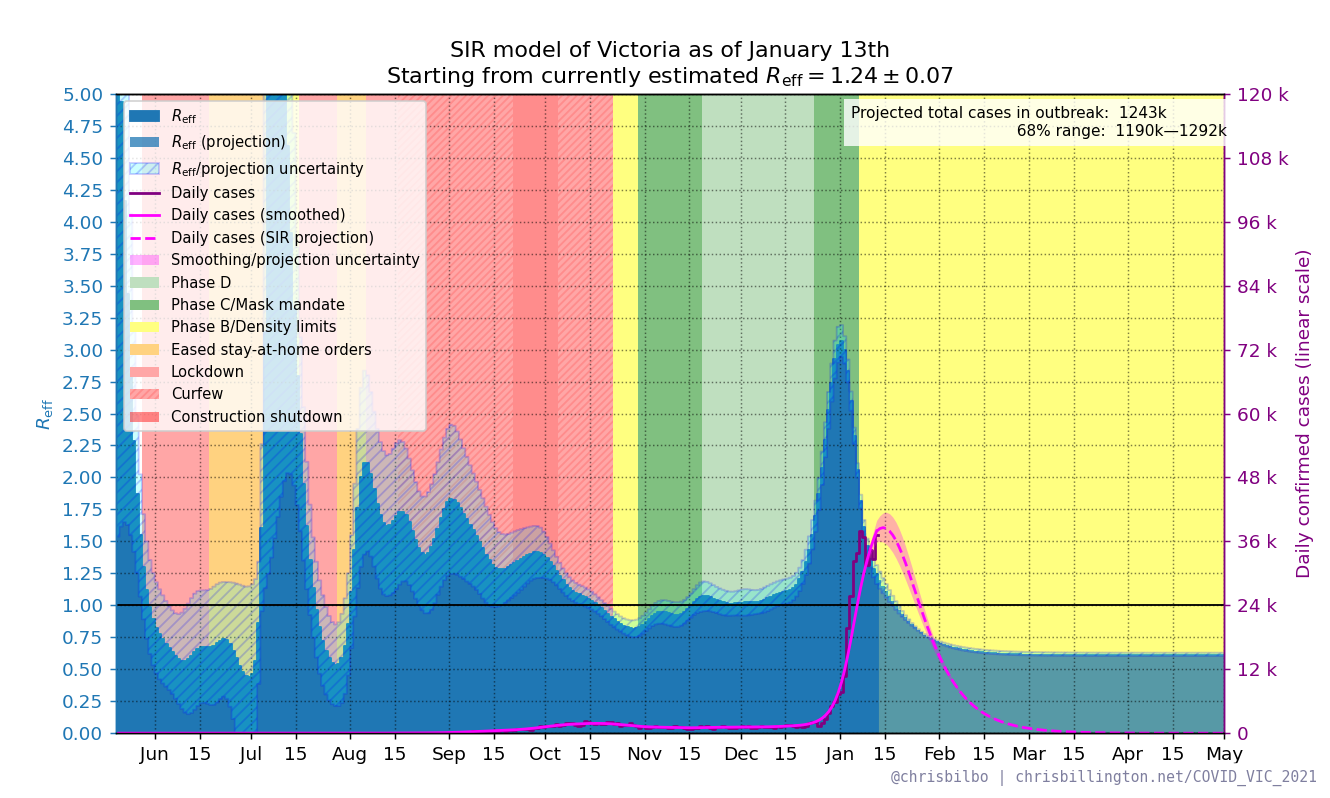 SIR model of Victoria as of January 13th
Starting from currently estimated Reff = 1.24 ± 0.07
Projected total cases in outbreak: 1243k
68% range: 1190k—1292k
Reff
Reff (projection)
Reff/projection uncertainty
Daily cases
Daily cases (smoothed)
Daily cases (SIR projection)
Smoothing/projection uncertainty
Phase D
Phase C/Mask mandate
Phase B/Density limits
Eased stay-at-home orders
Lockdown
Curfew
Construction shutdown
Reff
5.00
4.75
4.50
4.25
4.00
3.75
3.50
3.25
3.00
2.75
2.50
2.25
2.00
1.75
1.50
1.25
1.00
0.75
0.50
0.25
0.00
120 k
108 k
96 k
84 k
72 k
60 k
48 k
36 k
24 k
12 k
0
Daily confirmed cases (linear scale)
Jun 15 Jul 15 Aug 15 Sep 15 Oct 15 Nov 15 Dec 15 Jan 15 Feb 15 Mar 15 Apr 15 May
@chrisbilbo | chrisbillington.net/COVID_VIC_2021